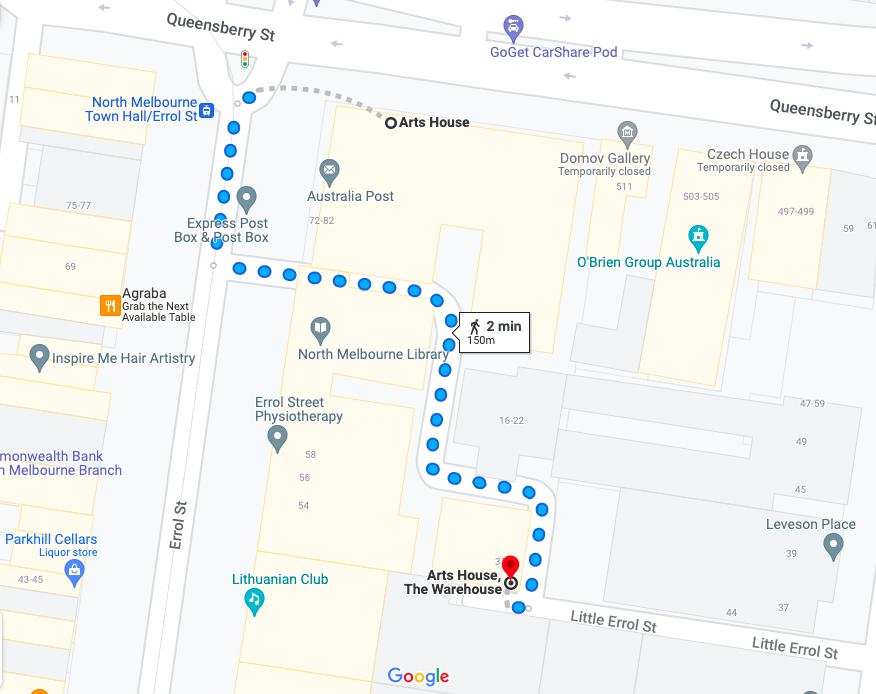 Queensberry St
GoGet CarShare Pod
11
North Melbourne
Town Hall/Errol St
Queensberry St
Arts House
Domov Gallery
Temporarily closed
511
Czech House
Temporarily closed
Australia Post
503-505
75-77
72-82
497-499
59
61
Express Post
Box & Post Box
69
O'Brien Group Australia
Agraba
Grab the Next
Available Table
2 min
150m
Inspire Me Hair Artistry
North Melbourne Library
Errol Street
Physiotherapy
47-59
16-22
49
58
monwealth Bank
h Melbourne Branch
56
45
54
Errol St
Leveson Place
Parkhill Cellars
Liquor store
39
Arts House,
The Warehouse
43-45
Lithuanian Club
44
37
Little Errol St
Little Errol St
Google